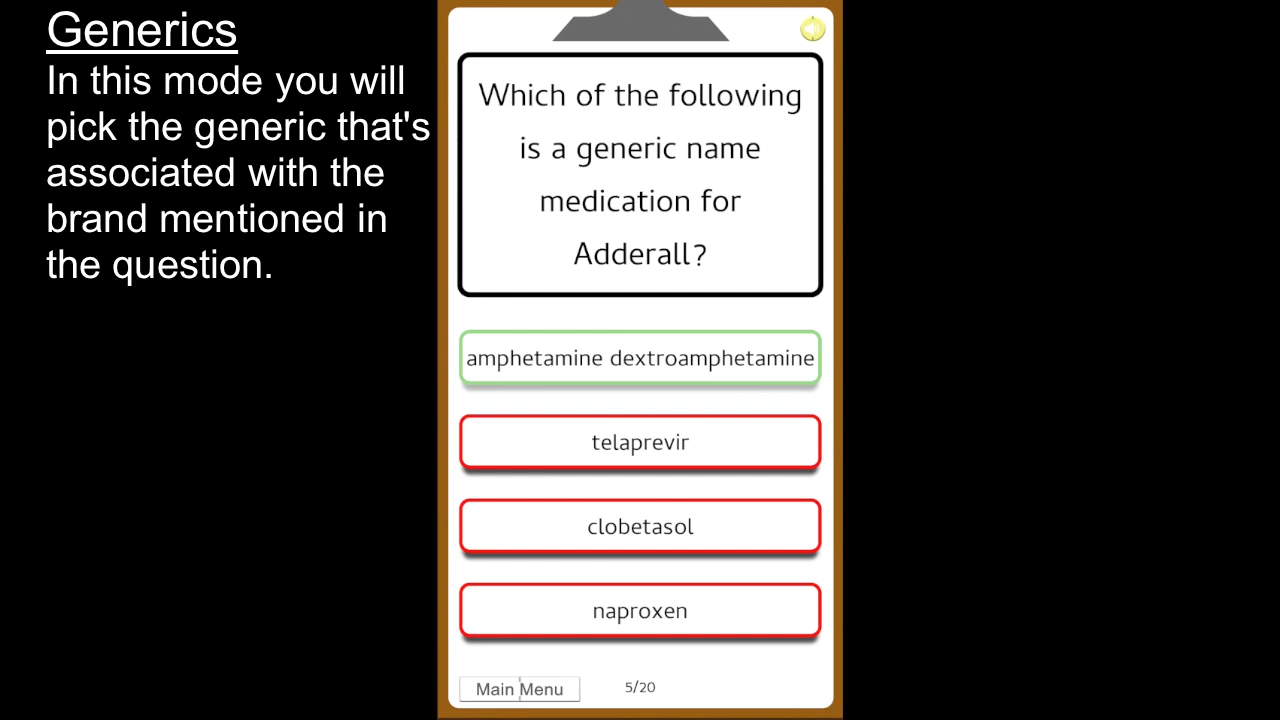 Generics
In this mode you will
pick the generic that's
associated with the
brand mentioned in
the question.
Which of the following
is a generic name
medication for
Adderall?
amphetamine dextroamphetamine
telaprevir
clobetasol
naproxen
Main Menu
5/20